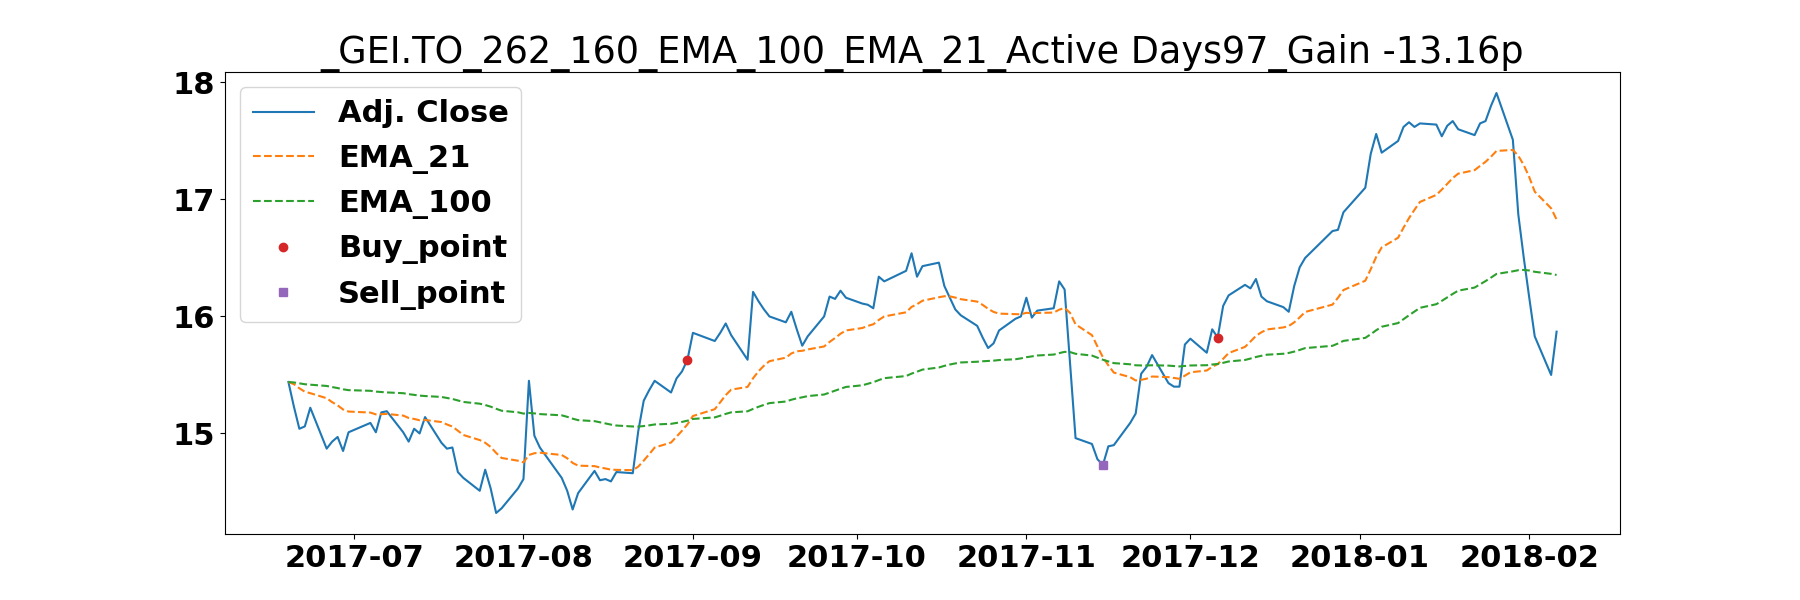 _GEI.TO_262_160_EMA_100_EMA_21_Active Days97_Gain -13.16p
18
17
16
15
Adj. Close
EMA_21
EMA_100
Buy_point
Sell_point
2017-07 2017-08 2017-09 2017-10 2017-11 2017-12 2018-01 2018-02